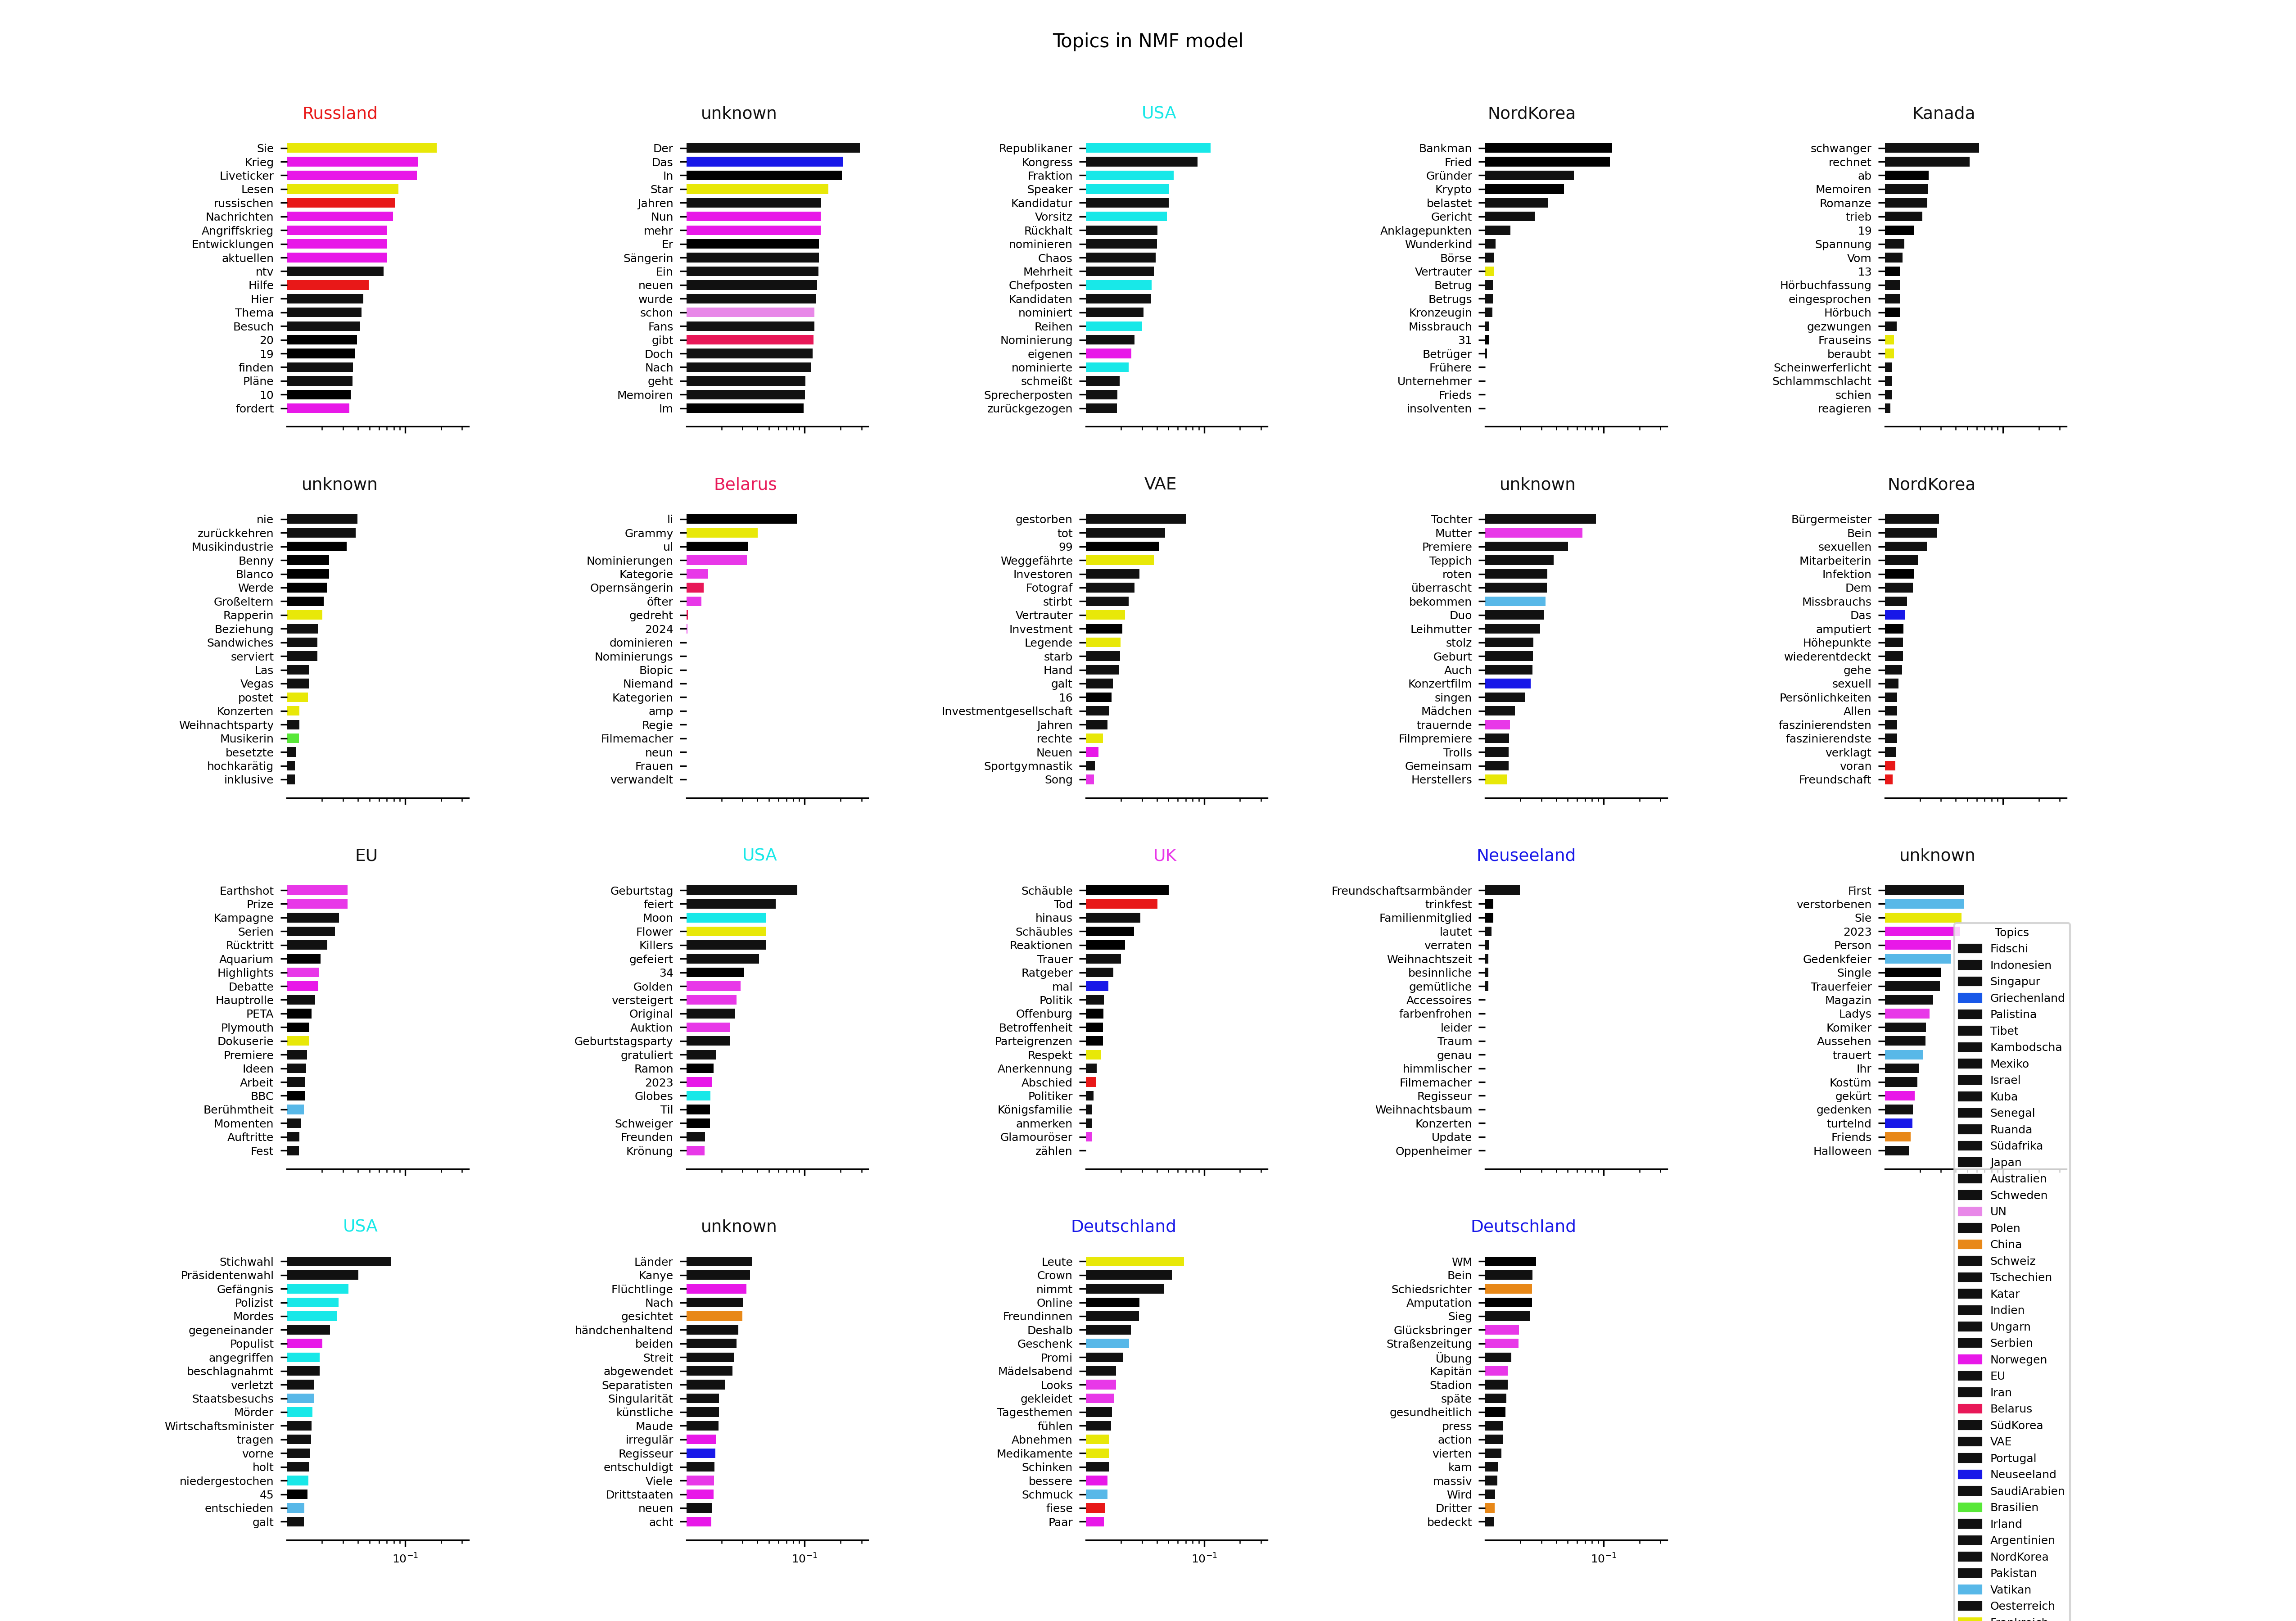 Topics in NMF model
Russland
Sie
Krieg
Liveticker
Lesen
russischen
Nachrichten
Angriffskrieg
Entwicklungen
aktuellen
ntv
Hilfe
Hier
Thema
Besuch
20
19
finden
Pläne
10
fordert
unknown
Der
Das
In
Star
Jahren
Nun
mehr
Er
Sängerin
Ein
neuen
wurde
schon
Fans
gibt
Doch
Nach
geht
Memoiren
Im
USA
Republikaner
Kongress
Fraktion
Speaker
Kandidatur
Vorsitz
Rückhalt
nominieren
Chaos
Mehrheit
Chefposten
Kandidaten
nominiert
Reihen
Nominierung
eigenen
nominierte
schmeißt
Sprecherposten
zurückgezogen
NordKorea
Bankman
Fried
Gründer
Krypto
belastet
Gericht
Anklagepunkten
Wunderkind
Börse
Vertrauter
Betrug
Betrugs
Kronzeugin
Missbrauch
31
Betrüger
Frühere
Unternehmer
Frieds
insolventen
Kanada
schwanger
rechnet
ab
Memoiren
Romanze
trieb
19
Spannung
Vom
13
Hörbuchfassung
eingesprochen
Hörbuch
gezwungen
Frauseins
beraubt
Scheinwerferlicht
Schlammschlacht
schien
reagieren
unknown
nie
zurückkehren
Musikindustrie
Benny
Blanco
Werde
Großeltern
Rapperin
Beziehung
Sandwiches
serviert
Las
Vegas
postet
Konzerten
Weihnachtsparty
Musikerin
besetzte
hochkarätig
inklusive
Belarus
li
Grammy
ul
Nominierungen
Kategorie
Opernsängerin
öfter
gedreht
2024
dominieren
Nominierungs
Biopic
Niemand
Kategorien
amp
Regie
Filmemacher
neun
Frauen
verwandelt
VAE
gestorben
tot
99
Weggefährte
Investoren
Fotograf
stirbt
Vertrauter
Investment
Legende
starb
Hand
galt
16
Investmentgesellschaft
Jahren
rechte
Neuen
Sportgymnastik
Song
unknown
Tochter
Mutter
Premiere
Teppich
roten
überrascht
bekommen
Duo
Leihmutter
stolz
Geburt
Auch
Konzertfilm
singen
Mädchen
trauernde
Filmpremiere
Trolls
Gemeinsam
Herstellers
NordKorea
Bürgermeister
Bein
sexuellen
Mitarbeiterin
Infektion
Dem
Missbrauchs
Das
amputiert
Höhepunkte
wiederentdeckt
gehe
sexuell
Persönlichkeiten
Allen
faszinierendsten
faszinierendste
verklagt
voran
Freundschaft
EU
Earthshot
Prize
Kampagne
Serien
Rücktritt
Aquarium
Highlights
Debatte
Hauptrolle
PETA
Plymouth
Dokuserie
Premiere
Ideen
Arbeit
BBC
Berühmtheit
Momenten
Auftritte
Fest
USA
Geburtstag
feiert
Moon
Flower
Killers
gefeiert
34
Golden
versteigert
Original
Auktion
Geburtstagsparty
gratuliert
Ramon
2023
Globes
Til
Schweiger
Freunden
Krönung
UK
Schäuble
Tod
hinaus
Schäubles
Reaktionen
Trauer
Ratgeber
mal
Politik
Offenburg
Betroffenheit
Parteigrenzen
Respekt
Anerkennung
Abschied
Politiker
Königsfamilie
anmerken
Glamouröser
zählen
Neuseeland
Freundschaftsarmbänder
trinkfest
Familienmitglied
lautet
verraten
Weihnachtszeit
besinnliche
gemütliche
Accessoires
farbenfrohen
leider
Traum
genau
himmlischer
Filmemacher
Regisseur
Weihnachtsbaum
Konzerten
Update
Oppenheimer
unknown
First
verstorbenen
Sie
2023
Person
Gedenkfeier
Single
Trauerfeier
Magazin
Ladys
Komiker
Aussehen
trauert
Ihr
Kostüm
gekürt
gedenken
turtelnd
Friends
Halloween
USA
Stichwahl
Präsidentenwahl
Gefängnis
Polizist
Mordes
gegeneinander
Populist
angegriffen
beschlagnahmt
verletzt
Staatsbesuchs
Mörder
Wirtschaftsminister
tragen
vorne
holt
niedergestochen
45
entschieden
galt
10⁻¹
unknown
Länder
Kanye
Flüchtlinge
Nach
gesichtet
händchenhaltend
beiden
Streit
abgewendet
Separatisten
Singularität
künstliche
Maude
irregulär
Regisseur
entschuldigt
Viele
Drittstaaten
neuen
acht
10⁻¹
Deutschland
Leute
Crown
nimmt
Online
Freundinnen
Deshalb
Geschenk
Promi
Mädelsabend
Looks
gekleidet
Tagesthemen
fühlen
Abnehmen
Medikamente
Schinken
bessere
Schmuck
fiese
Paar
10⁻¹
Deutschland
WM
Bein
Schiedsrichter
Amputation
Sieg
Glücksbringer
Straßenzeitung
Übung
Kapitän
Stadion
späte
gesundheitlich
press
action
vierten
kam
massiv
Wird
Dritter
bedeckt
10⁻¹
Topics
Fidschi
Indonesien
Singapur
Griechenland
Palistina
Tibet
Kambodscha
Mexiko
Israel
Kuba
Senegal
Ruanda
Südafrika
Japan
Australien
Schweden
UN
Polen
China
Schweiz
Tschechien
Katar
Indien
Ungarn
Serbien
Norwegen
EU
Iran
Belarus
SüdKorea
VAE
Portugal
Neuseeland
SaudiArabien
Brasilien
Irland
Argentinien
NordKorea
Pakistan
Vatikan
Oesterreich